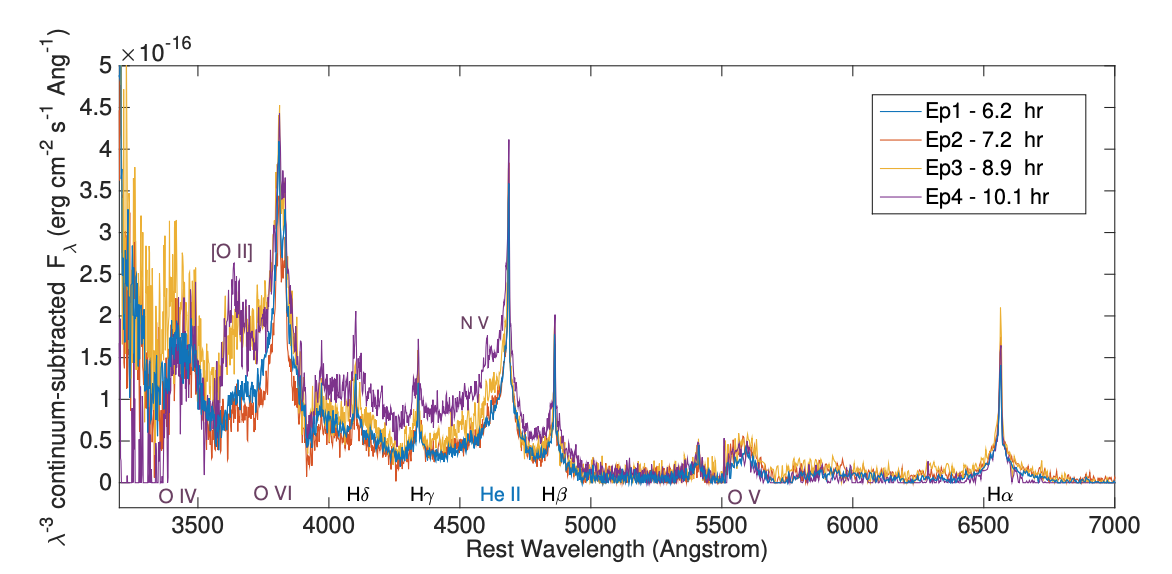 ×10⁻¹⁶
λ⁻³ continuum-subtracted F_λ (erg cm⁻² s⁻¹ Ang⁻¹)
5
4.5
4
3.5
3
2.5
2
1.5
1
0.5
0
Ep1 - 6.2 hr
Ep2 - 7.2 hr
Ep3 - 8.9 hr
Ep4 - 10.1 hr
[O II]
N V
O IV
O VI
Hδ
Hγ
He II
Hβ
O V
Hα
3500 4000 4500 5000 5500 6000 6500 7000
Rest Wavelength (Angstrom)